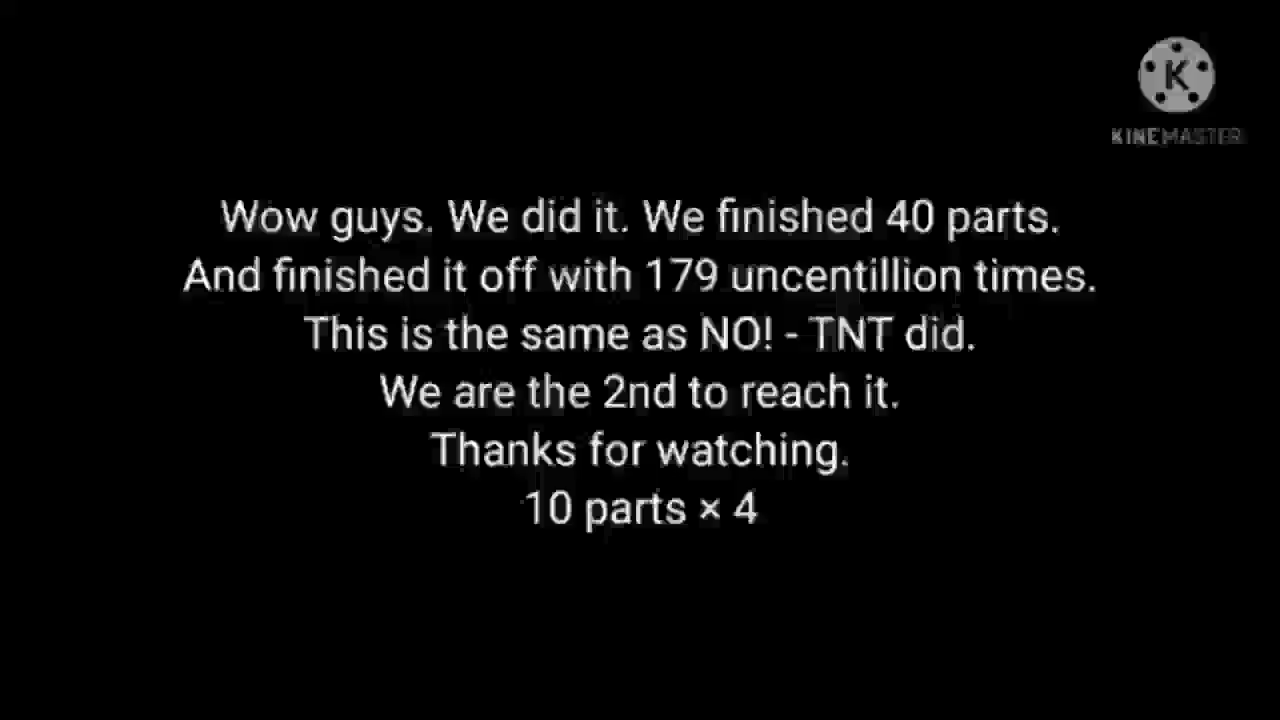 K
KINEMASTER
Wow guys. We did it. We finished 40 parts.
And finished it off with 179 uncentillion times.
This is the same as NO! - TNT did.
We are the 2nd to reach it.
Thanks for watching.
10 parts × 4